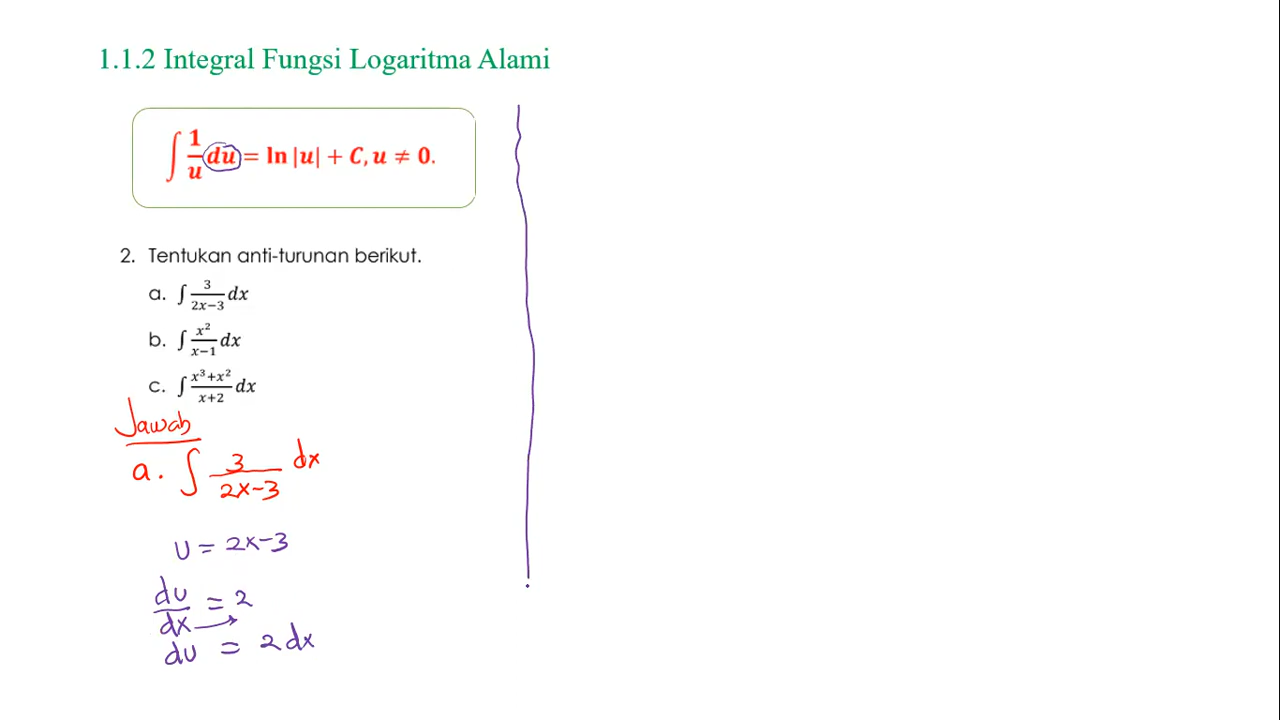 1.1.2 Integral Fungsi Logaritma Alami
∫ 1/u du = ln |u| + C, u ≠ 0.
2. Tentukan anti-turunan berikut.
a. ∫ 3/(2x−3) dx
b. ∫ x²/(x−1) dx
c. ∫ (x³+x²)/(x+2) dx
Jawab
a. ∫ 3/(2x-3) dx
u = 2x-3
du/dx = 2
du = 2 dx